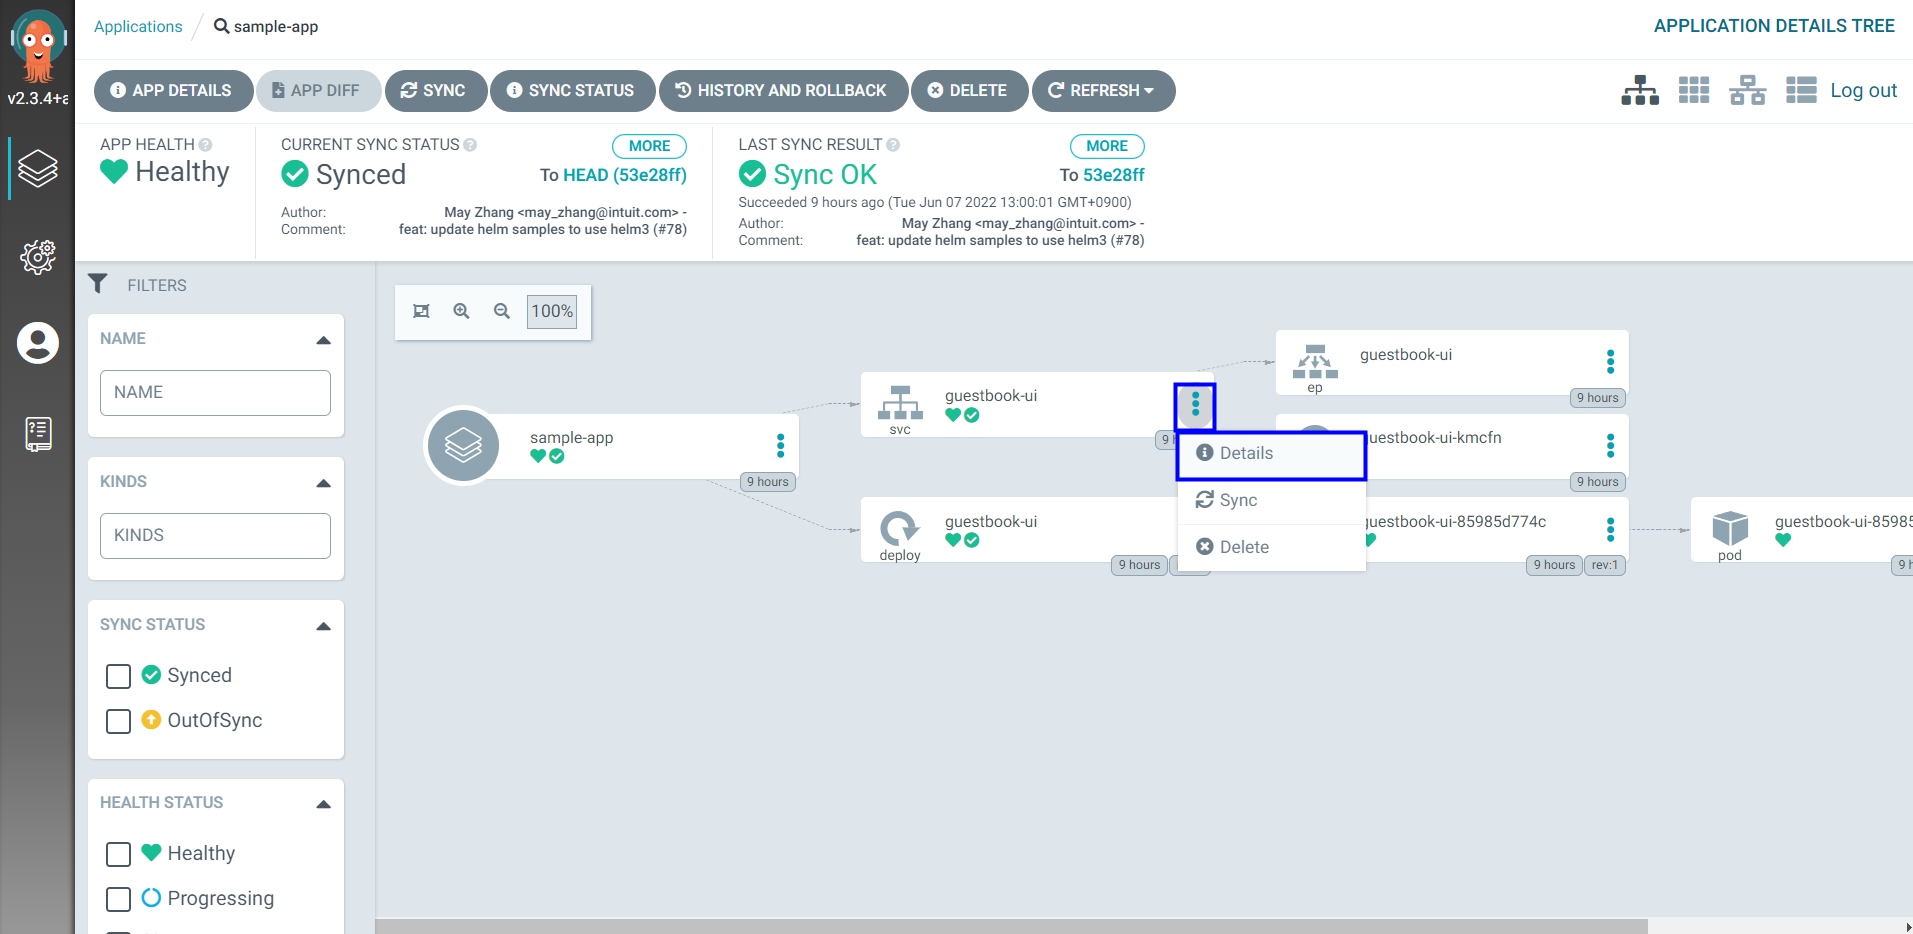 Applications / sample-app
APPLICATION DETAILS TREE
v2.3.4+a
APP DETAILS
APP DIFF
SYNC
SYNC STATUS
HISTORY AND ROLLBACK
DELETE
REFRESH
Log out
APP HEALTH
Healthy
CURRENT SYNC STATUS
MORE
Synced
To HEAD (53e28ff)
Author: May Zhang <may_zhang@intuit.com> -
Comment: feat: update helm samples to use helm3 (#78)
LAST SYNC RESULT
MORE
Sync OK
To 53e28ff
Succeeded 9 hours ago (Tue Jun 07 2022 13:00:01 GMT+0900)
Author: May Zhang <may_zhang@intuit.com> -
Comment: feat: update helm samples to use helm3 (#78)
FILTERS
NAME
NAME
KINDS
KINDS
SYNC STATUS
Synced
OutOfSync
HEALTH STATUS
Healthy
Progressing
100%
sample-app
9 hours
guestbook-ui
svc
9 h
guestbook-ui
deploy
9 hours
Details
Sync
Delete
guestbook-ui
ep
9 hours
uestbook-ui-kmcfn
9 hours
guestbook-ui-85985d774c
9 hours
rev:1
guestbook-ui-85985
pod
9 h